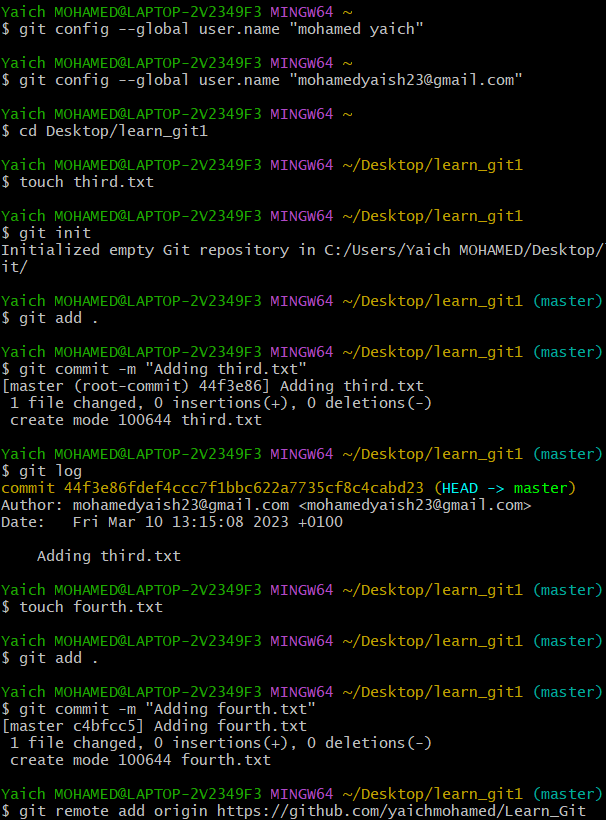 Yaich MOHAMED@LAPTOP-2V2349F3 MINGW64 ~
$ git config --global user.name "mohamed yaich"
Yaich MOHAMED@LAPTOP-2V2349F3 MINGW64 ~
$ git config --global user.name "mohamedyaish23@gmail.com"
Yaich MOHAMED@LAPTOP-2V2349F3 MINGW64 ~
$ cd Desktop/learn_git1
Yaich MOHAMED@LAPTOP-2V2349F3 MINGW64 ~/Desktop/learn_git1
$ touch third.txt
Yaich MOHAMED@LAPTOP-2V2349F3 MINGW64 ~/Desktop/learn_git1
$ git init
Initialized empty Git repository in C:/Users/Yaich MOHAMED/Desktop/
it/
Yaich MOHAMED@LAPTOP-2V2349F3 MINGW64 ~/Desktop/learn_git1 (master)
$ git add .
Yaich MOHAMED@LAPTOP-2V2349F3 MINGW64 ~/Desktop/learn_git1 (master)
$ git commit -m "Adding third.txt"
[master (root-commit) 44f3e86] Adding third.txt
 1 file changed, 0 insertions(+), 0 deletions(-)
 create mode 100644 third.txt
Yaich MOHAMED@LAPTOP-2V2349F3 MINGW64 ~/Desktop/learn_git1 (master)
$ git log
commit 44f3e86fdef4ccc7f1bbc622a7735cf8c4cabd23 (HEAD -> master)
Author: mohamedyaish23@gmail.com <mohamedyaish23@gmail.com>
Date:   Fri Mar 10 13:15:08 2023 +0100
    Adding third.txt
Yaich MOHAMED@LAPTOP-2V2349F3 MINGW64 ~/Desktop/learn_git1 (master)
$ touch fourth.txt
Yaich MOHAMED@LAPTOP-2V2349F3 MINGW64 ~/Desktop/learn_git1 (master)
$ git add .
Yaich MOHAMED@LAPTOP-2V2349F3 MINGW64 ~/Desktop/learn_git1 (master)
$ git commit -m "Adding fourth.txt"
[master c4bfcc5] Adding fourth.txt
 1 file changed, 0 insertions(+), 0 deletions(-)
 create mode 100644 fourth.txt
Yaich MOHAMED@LAPTOP-2V2349F3 MINGW64 ~/Desktop/learn_git1 (master)
$ git remote add origin https://github.com/yaichmohamed/Learn_Git